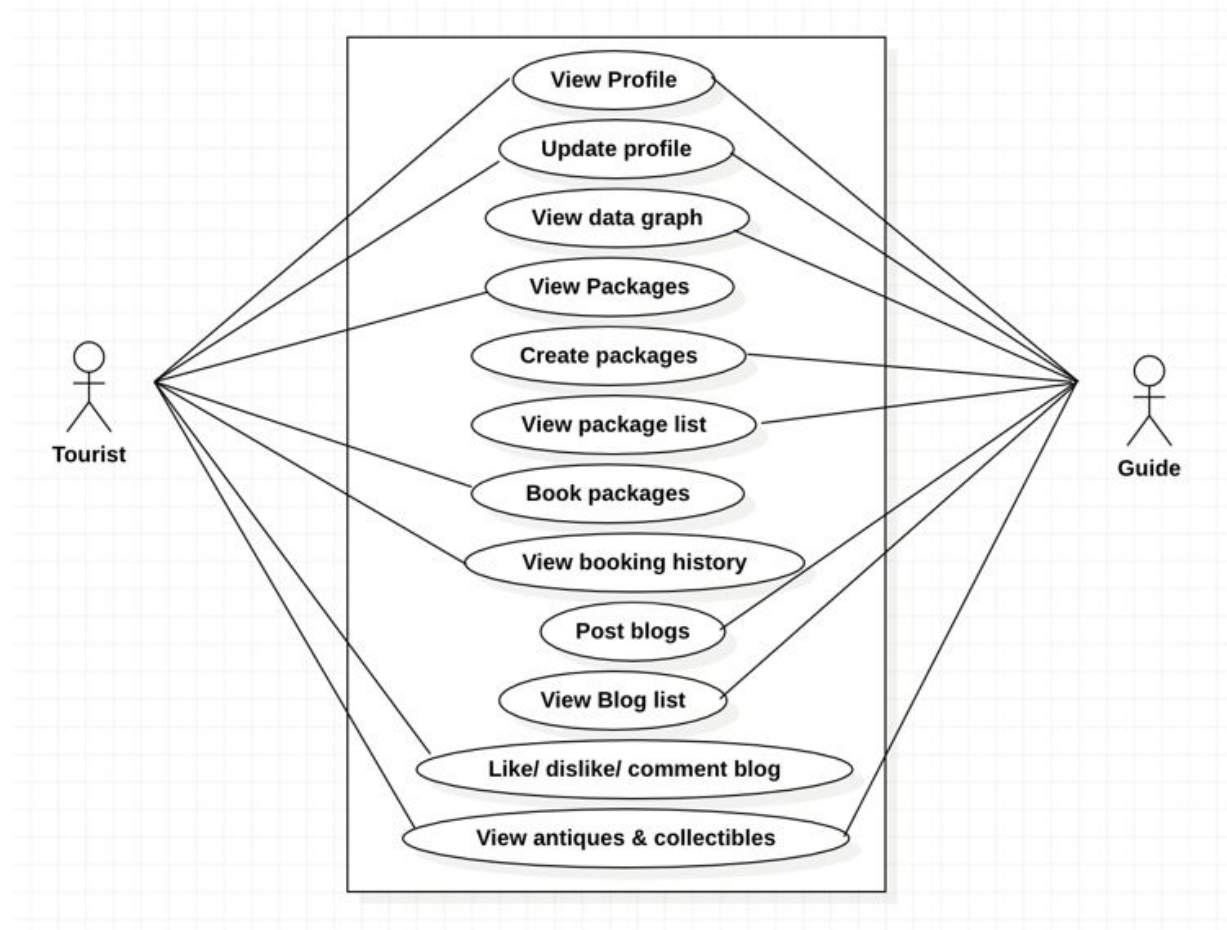 View Profile
Update profile
View data graph
View Packages
Create packages
View package list
Book packages
View booking history
Post blogs
View Blog list
Like/ dislike/ comment blog
View antiques & collectibles
Tourist
Guide